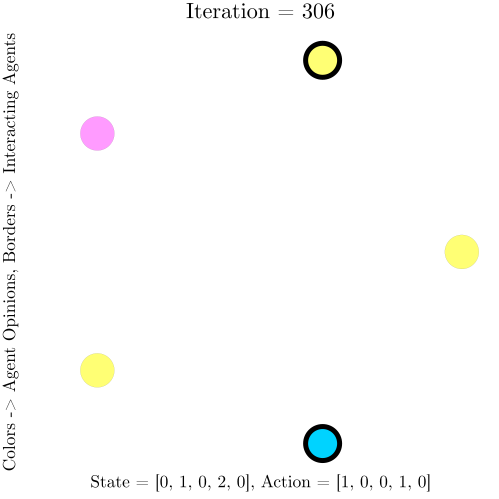 Iteration = 306
Colors -> Agent Opinions, Borders -> Interacting Agents
State = [0, 1, 0, 2, 0], Action = [1, 0, 0, 1, 0]